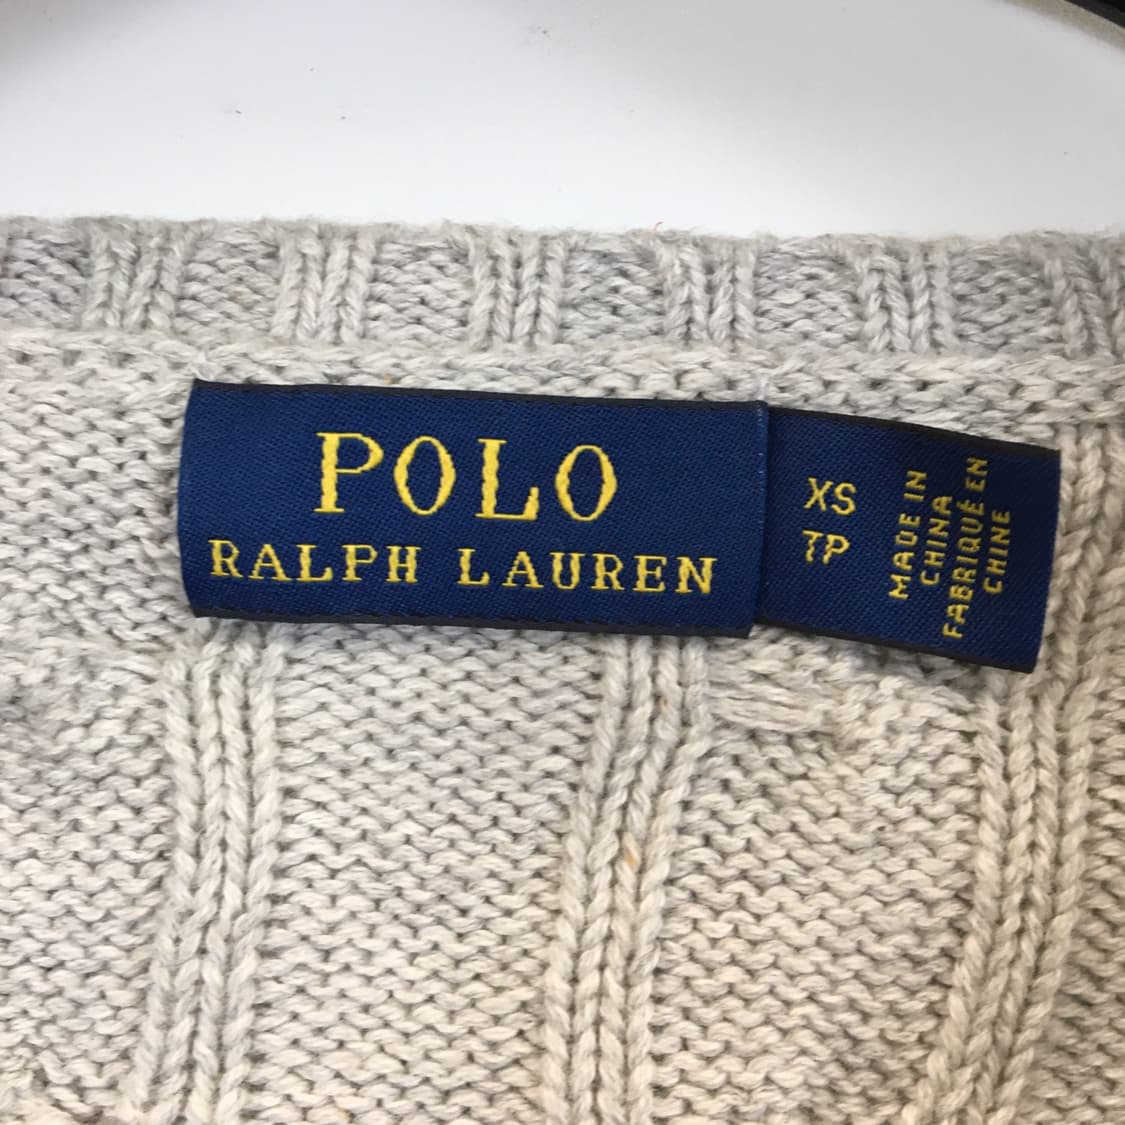 POLO
RALPH LAUREN
XS
TP
MADE IN
CHINA
FABRIQUÉ EN
CHINE